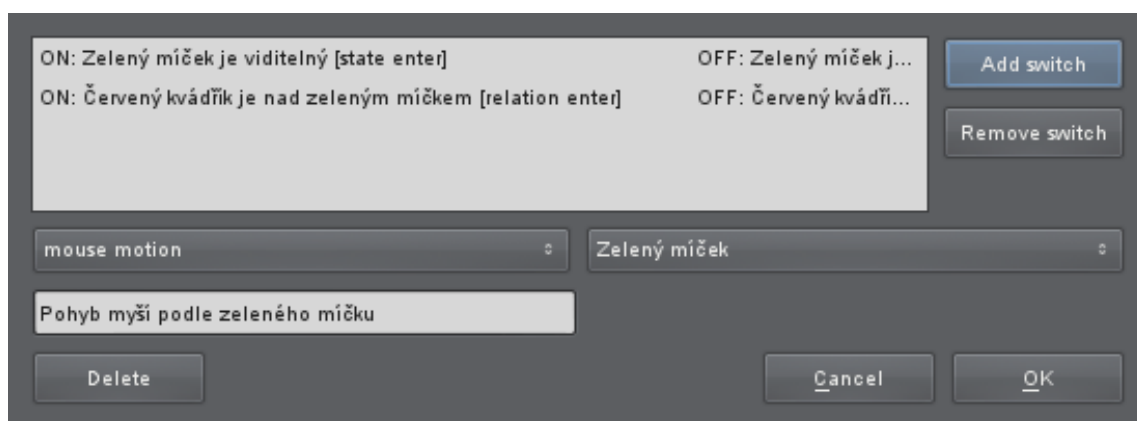 ON: Zelený míček je viditelný [state enter] OFF: Zelený míček j...
ON: Červený kvádřík je nad zeleným míčkem [relation enter] OFF: Červený kvádří...
Add switch
Remove switch
mouse motion
Zelený míček
Pohyb myší podle zeleného míčku
Delete
Cancel
OK